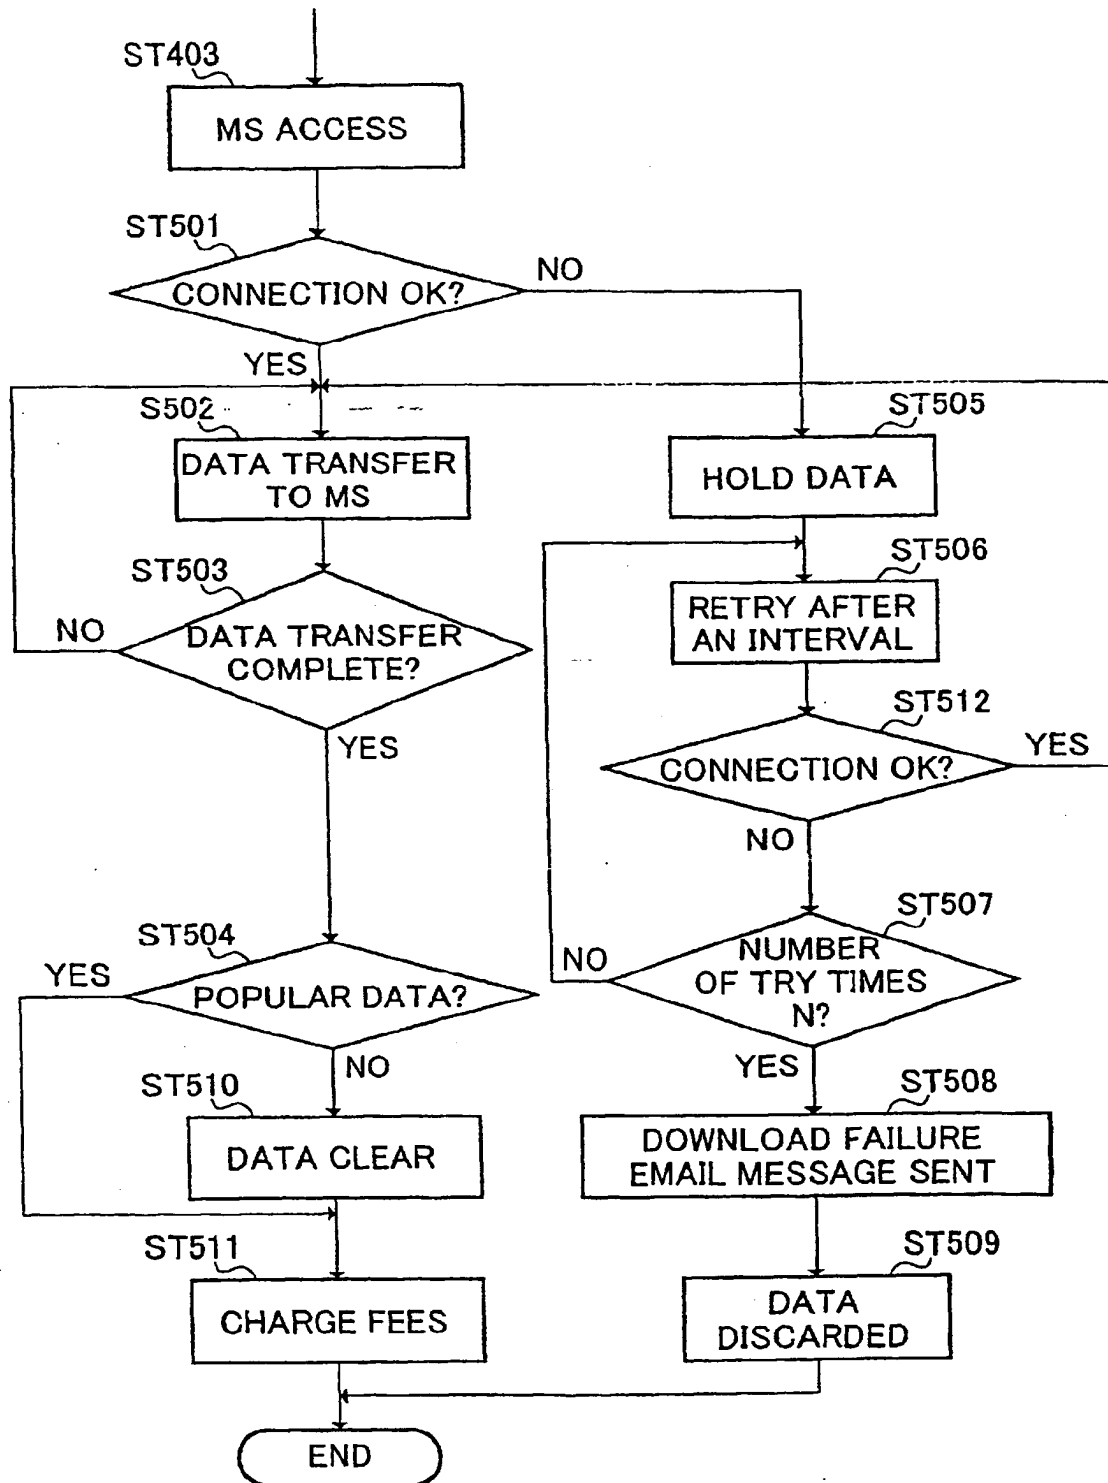 ST403
MS ACCESS
ST501
CONNECTION OK?
NO
YES
S502
DATA TRANSFER
TO MS
ST503
DATA TRANSFER
COMPLETE?
NO
YES
ST504
POPULAR DATA?
YES
NO
ST510
DATA CLEAR
ST511
CHARGE FEES
ST505
HOLD DATA
ST506
RETRY AFTER
AN INTERVAL
ST512
CONNECTION OK?
YES
NO
ST507
NUMBER
OF TRY TIMES
N?
NO
YES
ST508
DOWNLOAD FAILURE
EMAIL MESSAGE SENT
ST509
DATA
DISCARDED
END